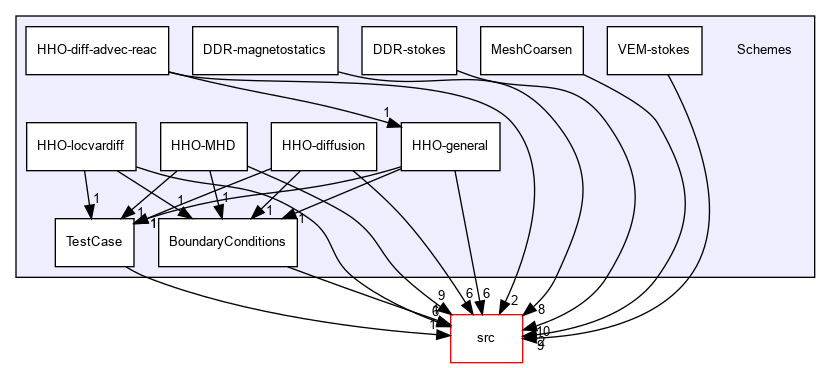 HHO-diff-advec-reac
DDR-magnetostatics
DDR-stokes
MeshCoarsen
VEM-stokes
Schemes
1
HHO-locvardiff
HHO-MHD
HHO-diffusion
HHO-general
1
1
1
1
1
1
1
TestCase
BoundaryConditions
9
6
6
2
8
6
1
10
9
src